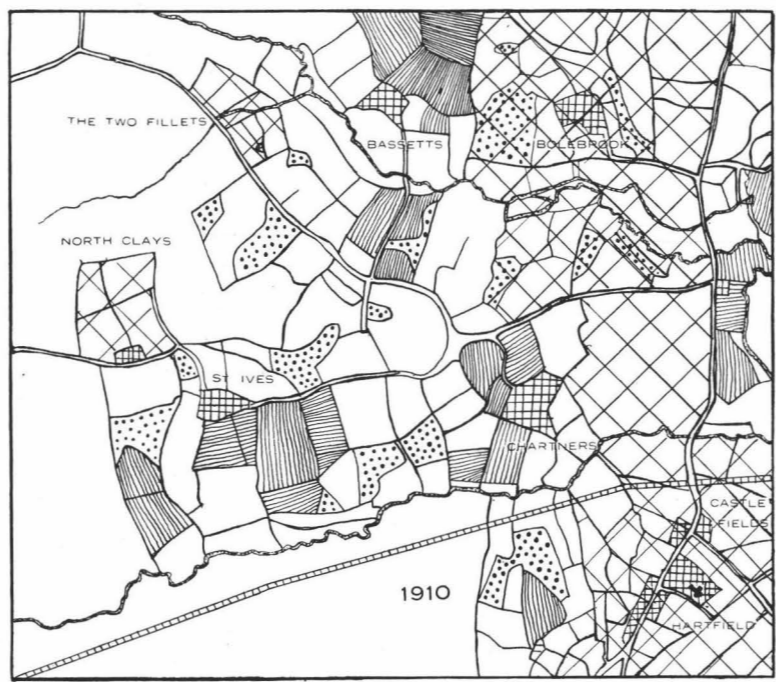 THE TWO FILLETS
BASSETTS
BOLEBROOK
NORTH CLAYS
ST IVES
CHARTNERS
CASTLE
FIELDS
1910
HARTFIELD